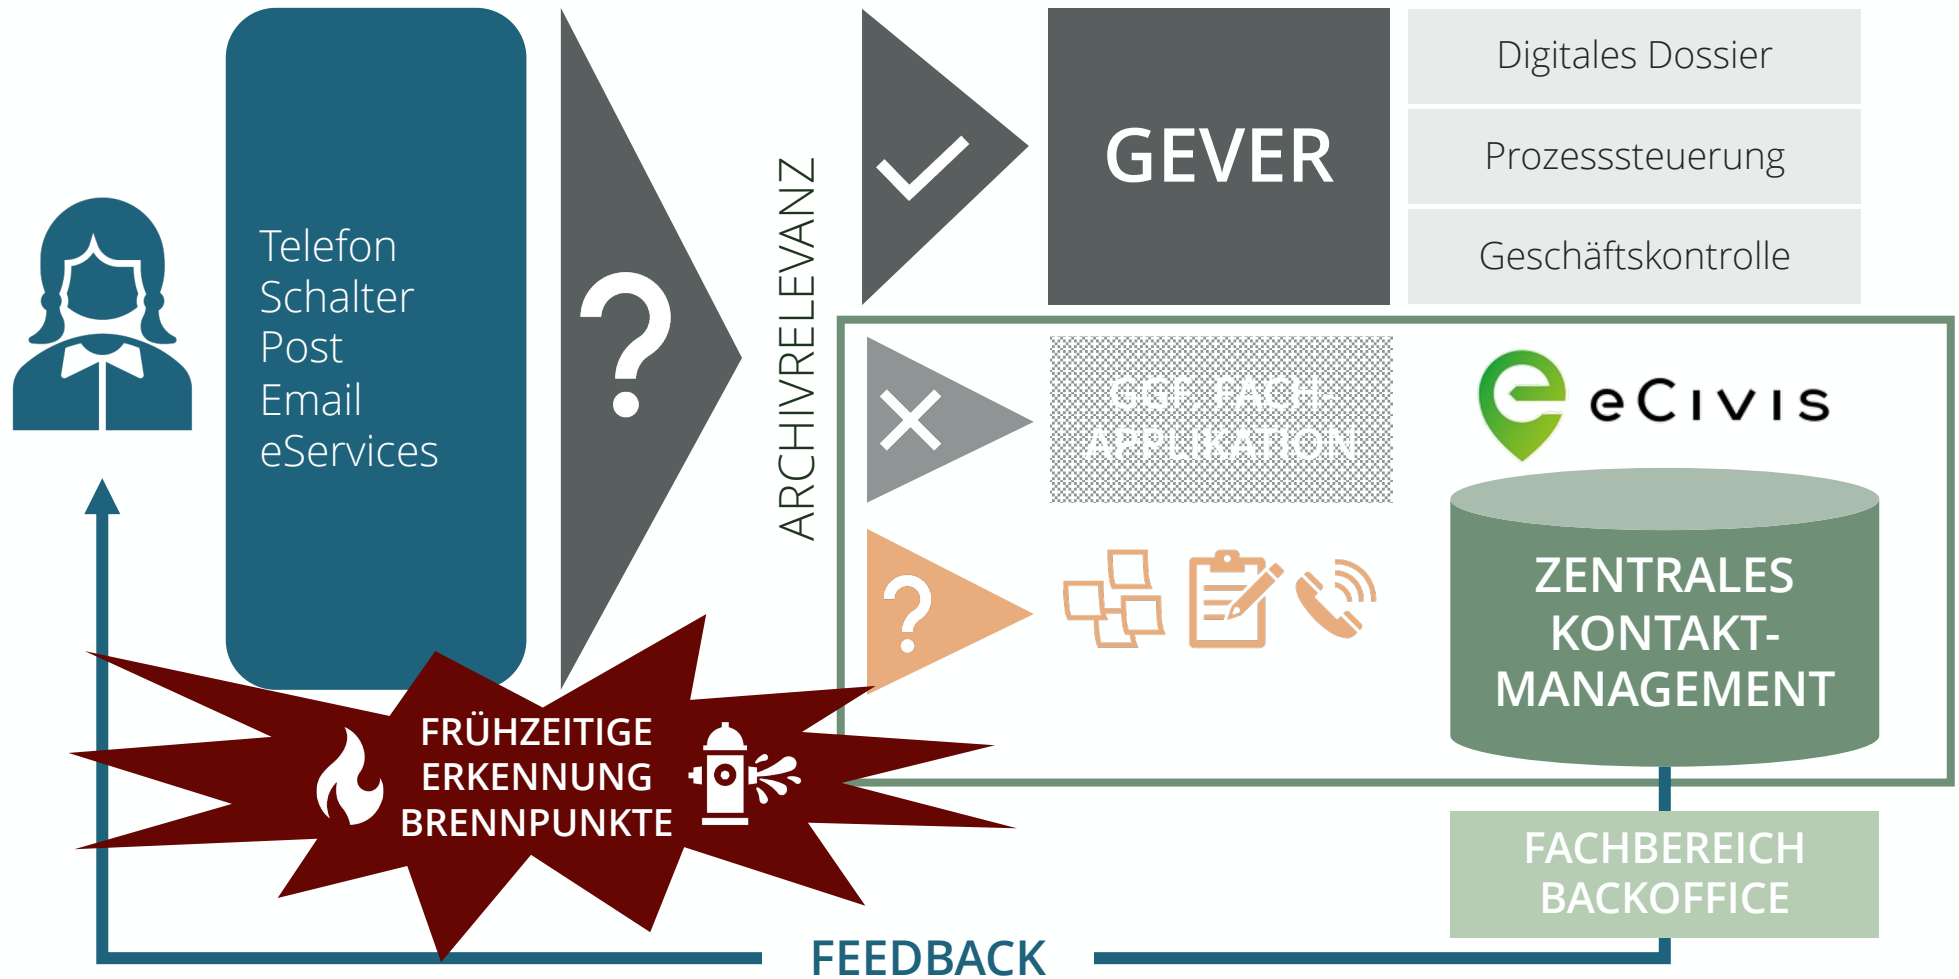 Telefon
Schalter
Post
Email
eServices
?
ARCHIVRELEVANZ
GEVER
Digitales Dossier
Prozesssteuerung
Geschäftskontrolle
GGF. FACH-
APPLIKATION
?
eCIVIS
ZENTRALES
KONTAKT-
MANAGEMENT
FRÜHZEITIGE
ERKENNUNG
BRENNPUNKTE
FACHBEREICH
BACKOFFICE
FEEDBACK